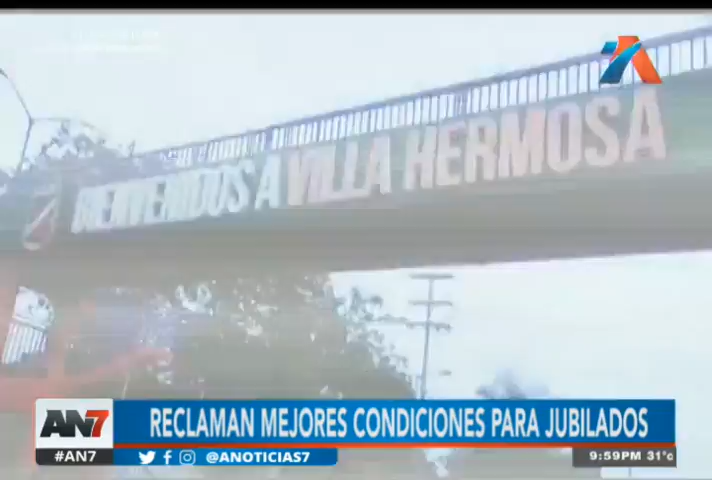 BIENVENIDOS A VILLA HERMOSA
AN7
RECLAMAN MEJORES CONDICIONES PARA JUBILADOS
#AN7
@ANOTICIAS7
9:59PM 31°C